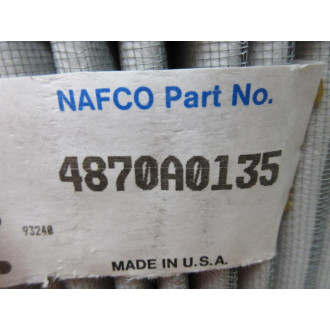 NAFCO Part No.
4870A0135
93240
MADE IN U.S.A.